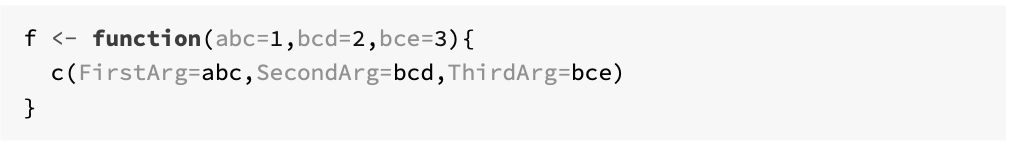 f <- function(abc=1,bcd=2,bce=3){
  c(FirstArg=abc,SecondArg=bcd,ThirdArg=bce)
}